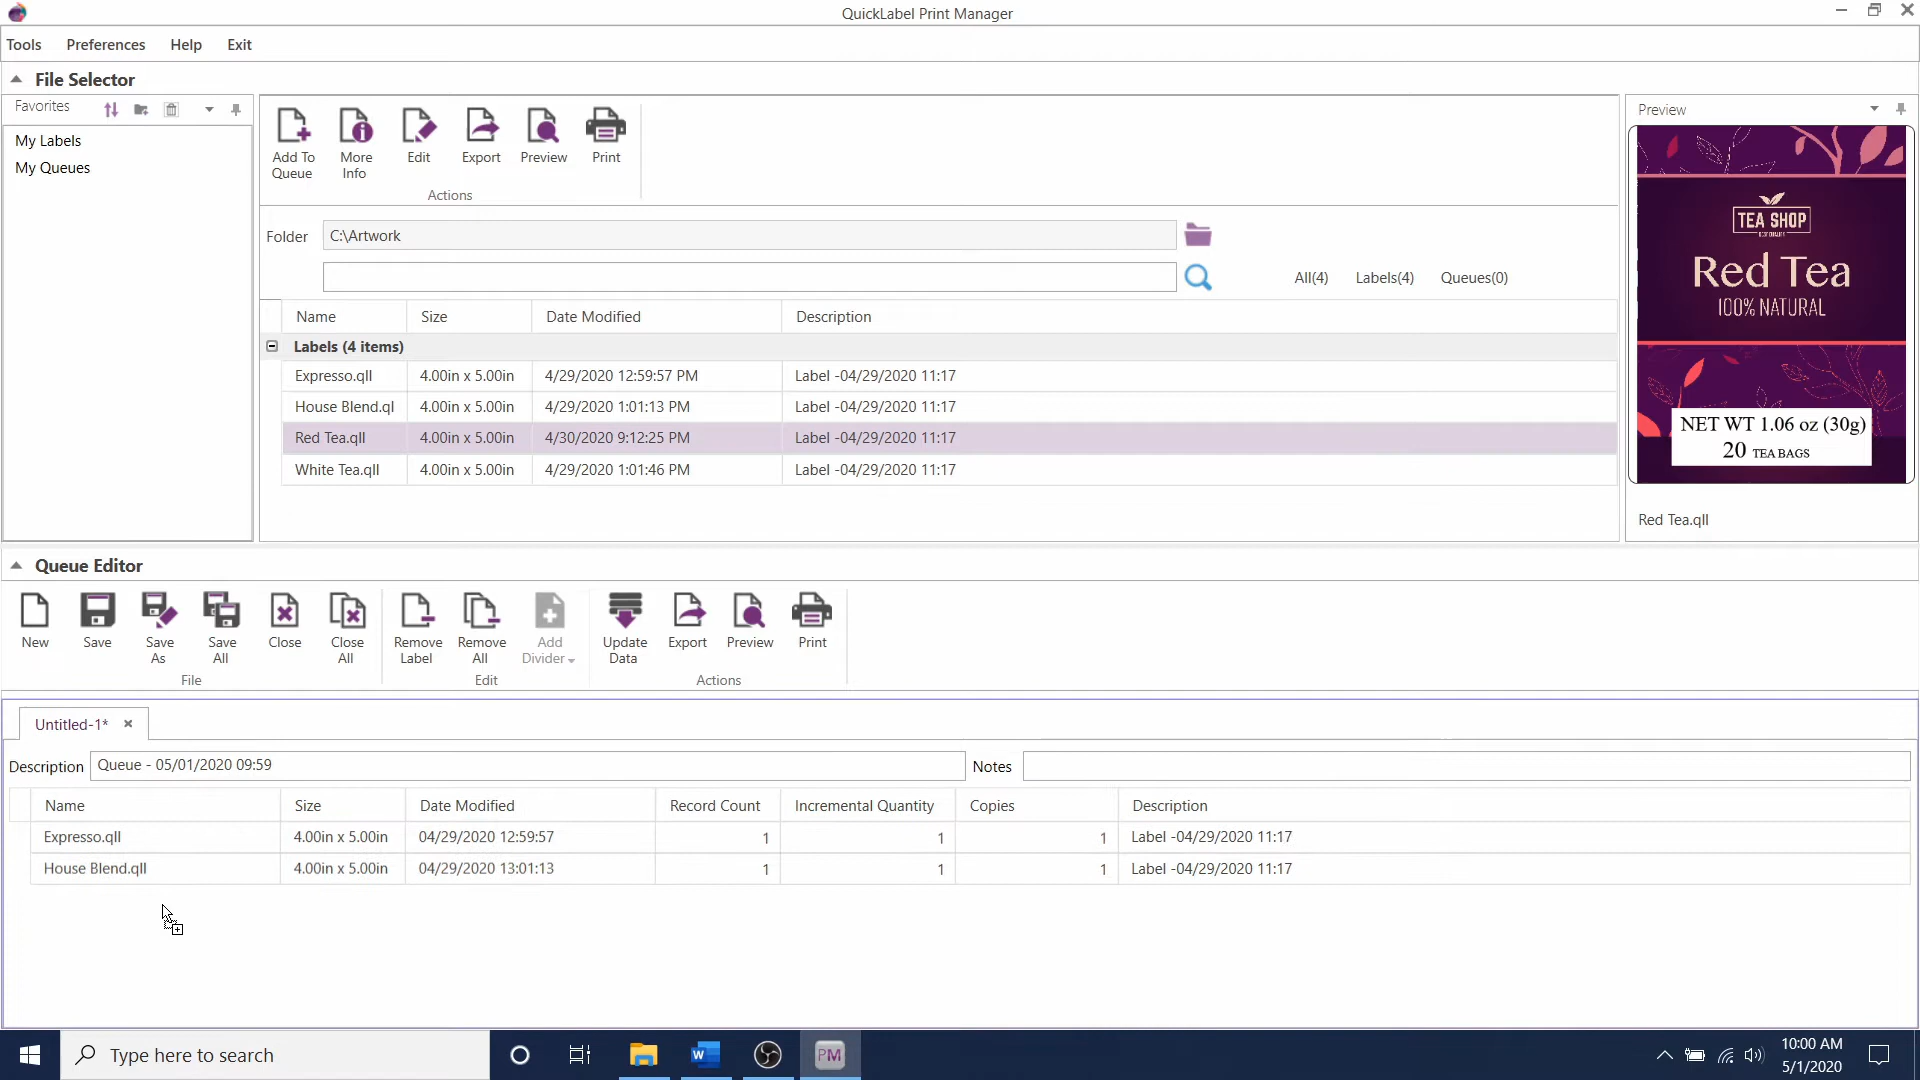 QuickLabel Print Manager
Tools Preferences Help Exit
File Selector
Favorites
My Labels
My Queues
Add To Queue
More Info
Edit
Export
Preview
Print
Actions
Folder C:\Artwork
All(4) Labels(4) Queues(0)
Name Size Date Modified Description
Labels (4 items)
Expresso.qll 4.00in x 5.00in 4/29/2020 12:59:57 PM Label -04/29/2020 11:17
House Blend.ql 4.00in x 5.00in 4/29/2020 1:01:13 PM Label -04/29/2020 11:17
Red Tea.qll 4.00in x 5.00in 4/30/2020 9:12:25 PM Label -04/29/2020 11:17
White Tea.qll 4.00in x 5.00in 4/29/2020 1:01:46 PM Label -04/29/2020 11:17
Preview
TEA SHOP
Red Tea
100% NATURAL
NET WT 1.06 oz (30g)
20 TEA BAGS
Red Tea.qll
Queue Editor
New
Save
Save As
Save All
Close
Close All
File
Remove Label
Remove All
Add Divider
Edit
Update Data
Export
Preview
Print
Actions
Untitled-1*
Description Queue - 05/01/2020 09:59 Notes
Name Size Date Modified Record Count Incremental Quantity Copies Description
Expresso.qll 4.00in x 5.00in 04/29/2020 12:59:57 1 1 1 Label -04/29/2020 11:17
House Blend.qll 4.00in x 5.00in 04/29/2020 13:01:13 1 1 1 Label -04/29/2020 11:17
Type here to search
W
PM
10:00 AM
5/1/2020